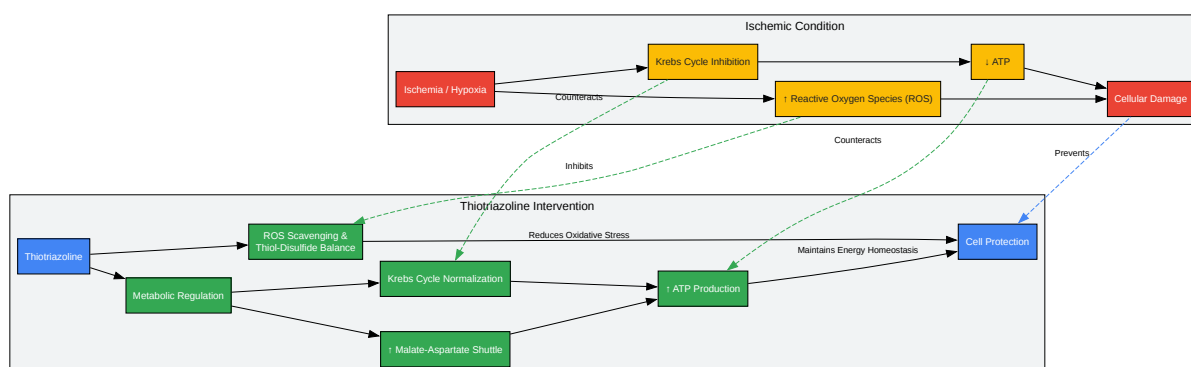 Ischemic Condition
Krebs Cycle Inhibition
↓ ATP
Ischemia / Hypoxia
Counteracts
↑ Reactive Oxygen Species (ROS)
Cellular Damage
Counteracts
Prevents
Inhibits
Thiotriazoline Intervention
ROS Scavenging &
Thiol-Disulfide Balance
Reduces Oxidative Stress
Cell Protection
Thiotriazoline
Maintains Energy Homeostasis
Krebs Cycle Normalization
Metabolic Regulation
↑ ATP Production
↑ Malate-Aspartate Shuttle